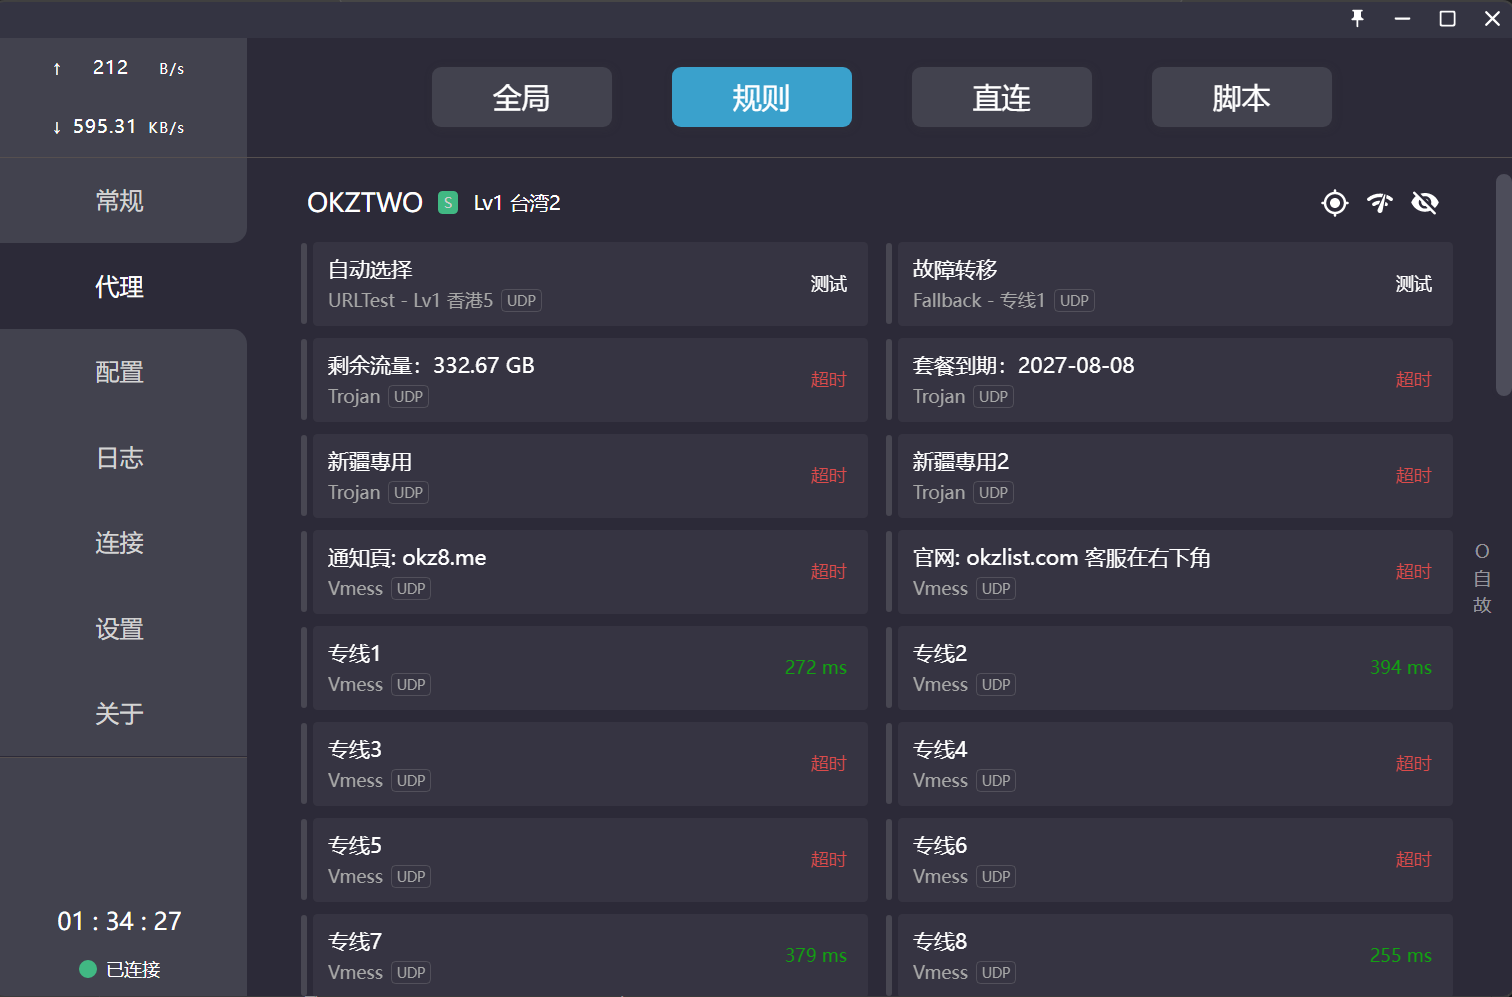 ↑ 212 B/s
↓ 595.31 KB/s
常规
代理
配置
日志
连接
设置
关于
01 : 34 : 27
已连接
全局 规则 直连 脚本
OKZTWO S Lv1 台湾2
自动选择
URLTest - Lv1 香港5 UDP
测试
故障转移
Fallback - 专线1 UDP
测试
剩余流量：332.67 GB
Trojan UDP
超时
套餐到期：2027-08-08
Trojan UDP
超时
新疆專用
Trojan UDP
超时
新疆專用2
Trojan UDP
超时
通知頁: okz8.me
Vmess UDP
超时
官网: okzlist.com 客服在右下角
Vmess UDP
超时
专线1
Vmess UDP
272 ms
专线2
Vmess UDP
394 ms
专线3
Vmess UDP
超时
专线4
Vmess UDP
超时
专线5
Vmess UDP
超时
专线6
Vmess UDP
超时
专线7
Vmess UDP
379 ms
专线8
Vmess UDP
255 ms
O
自
故